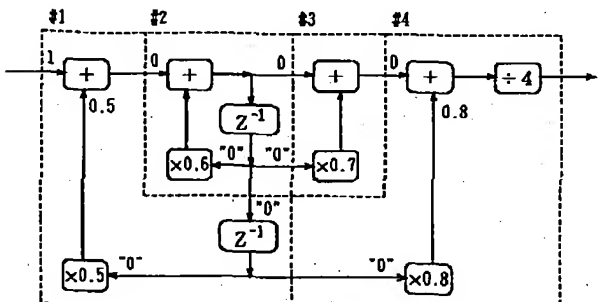 #1 #2 #3 #4
1 + 0 + 0 + 0 + ÷4
0.5 0.8
Z⁻¹
×0.6 "0" "0" ×0.7
"0"
Z⁻¹
×0.5 "0" "0" ×0.8